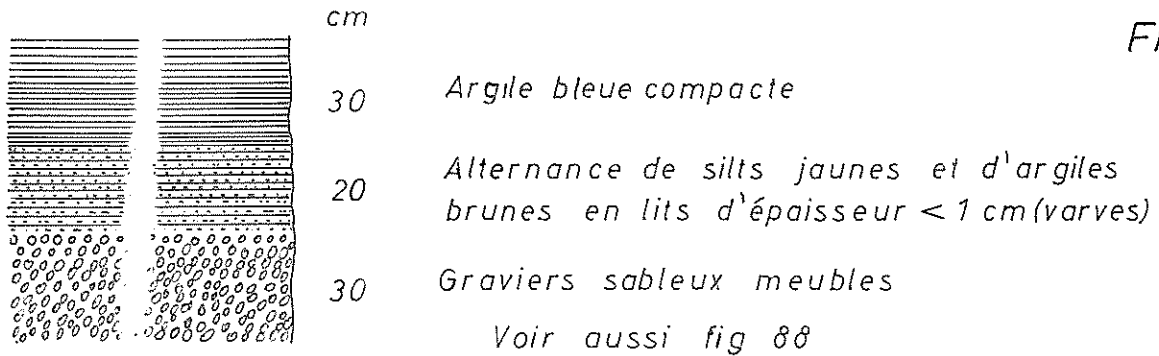 cm
30 Argile bleue compacte
20 Alternance de silts jaunes et d'argiles
brunes en lits d'épaisseur < 1 cm (varves)
30 Graviers sableux meubles
Voir aussi fig 88